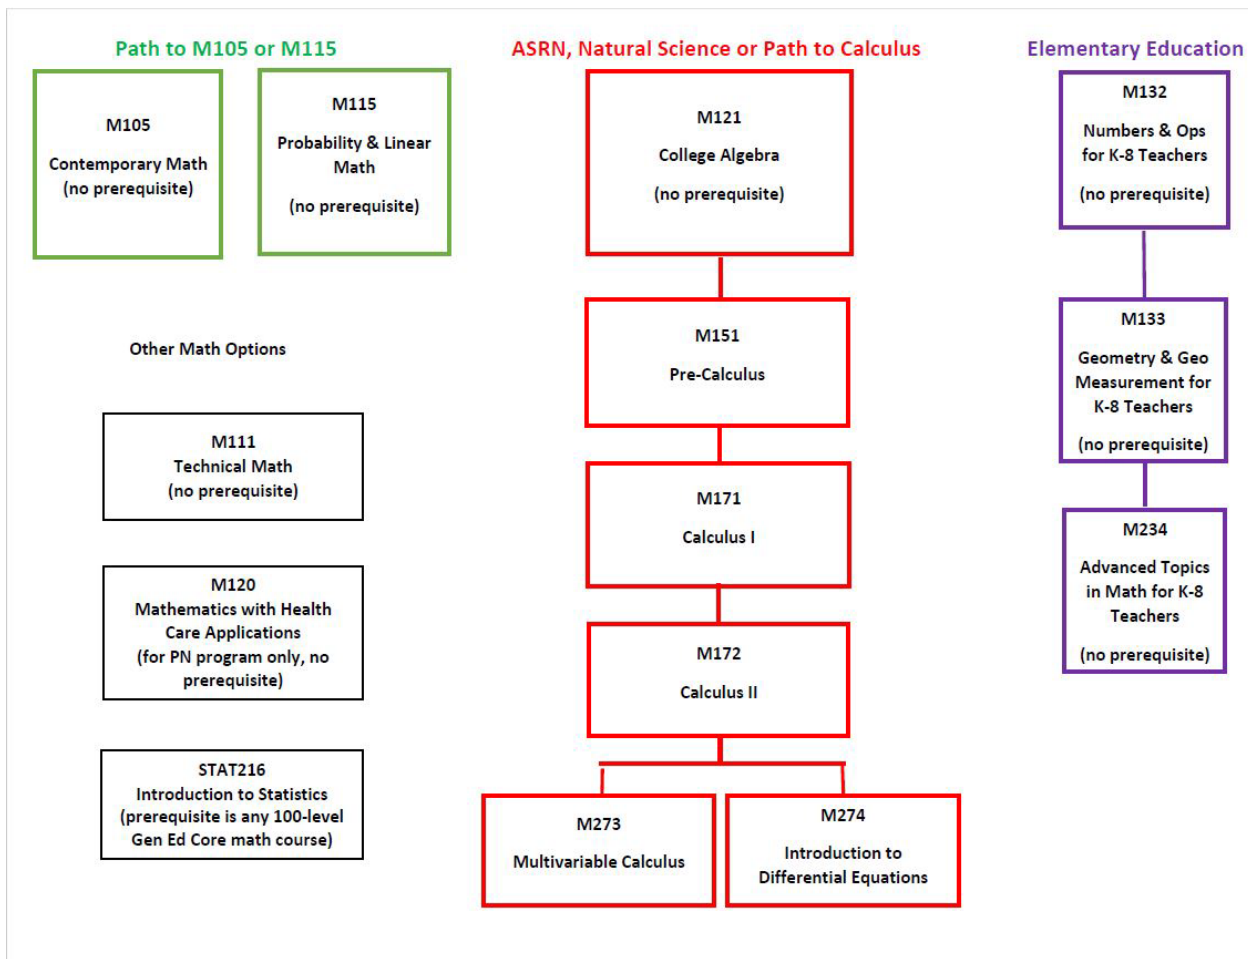 Path to M105 or M115
M105
Contemporary Math
(no prerequisite)
M115
Probability & Linear
Math
(no prerequisite)
Other Math Options
M111
Technical Math
(no prerequisite)
M120
Mathematics with Health
Care Applications
(for PN program only, no
prerequisite)
STAT216
Introduction to Statistics
(prerequisite is any 100-level
Gen Ed Core math course)
ASRN, Natural Science or Path to Calculus
M121
College Algebra
(no prerequisite)
M151
Pre-Calculus
M171
Calculus I
M172
Calculus II
M273
Multivariable Calculus
M274
Introduction to
Differential Equations
Elementary Education
M132
Numbers & Ops
for K-8 Teachers
(no prerequisite)
M133
Geometry & Geo
Measurement for
K-8 Teachers
(no prerequisite)
M234
Advanced Topics
in Math for K-8
Teachers
(no prerequisite)